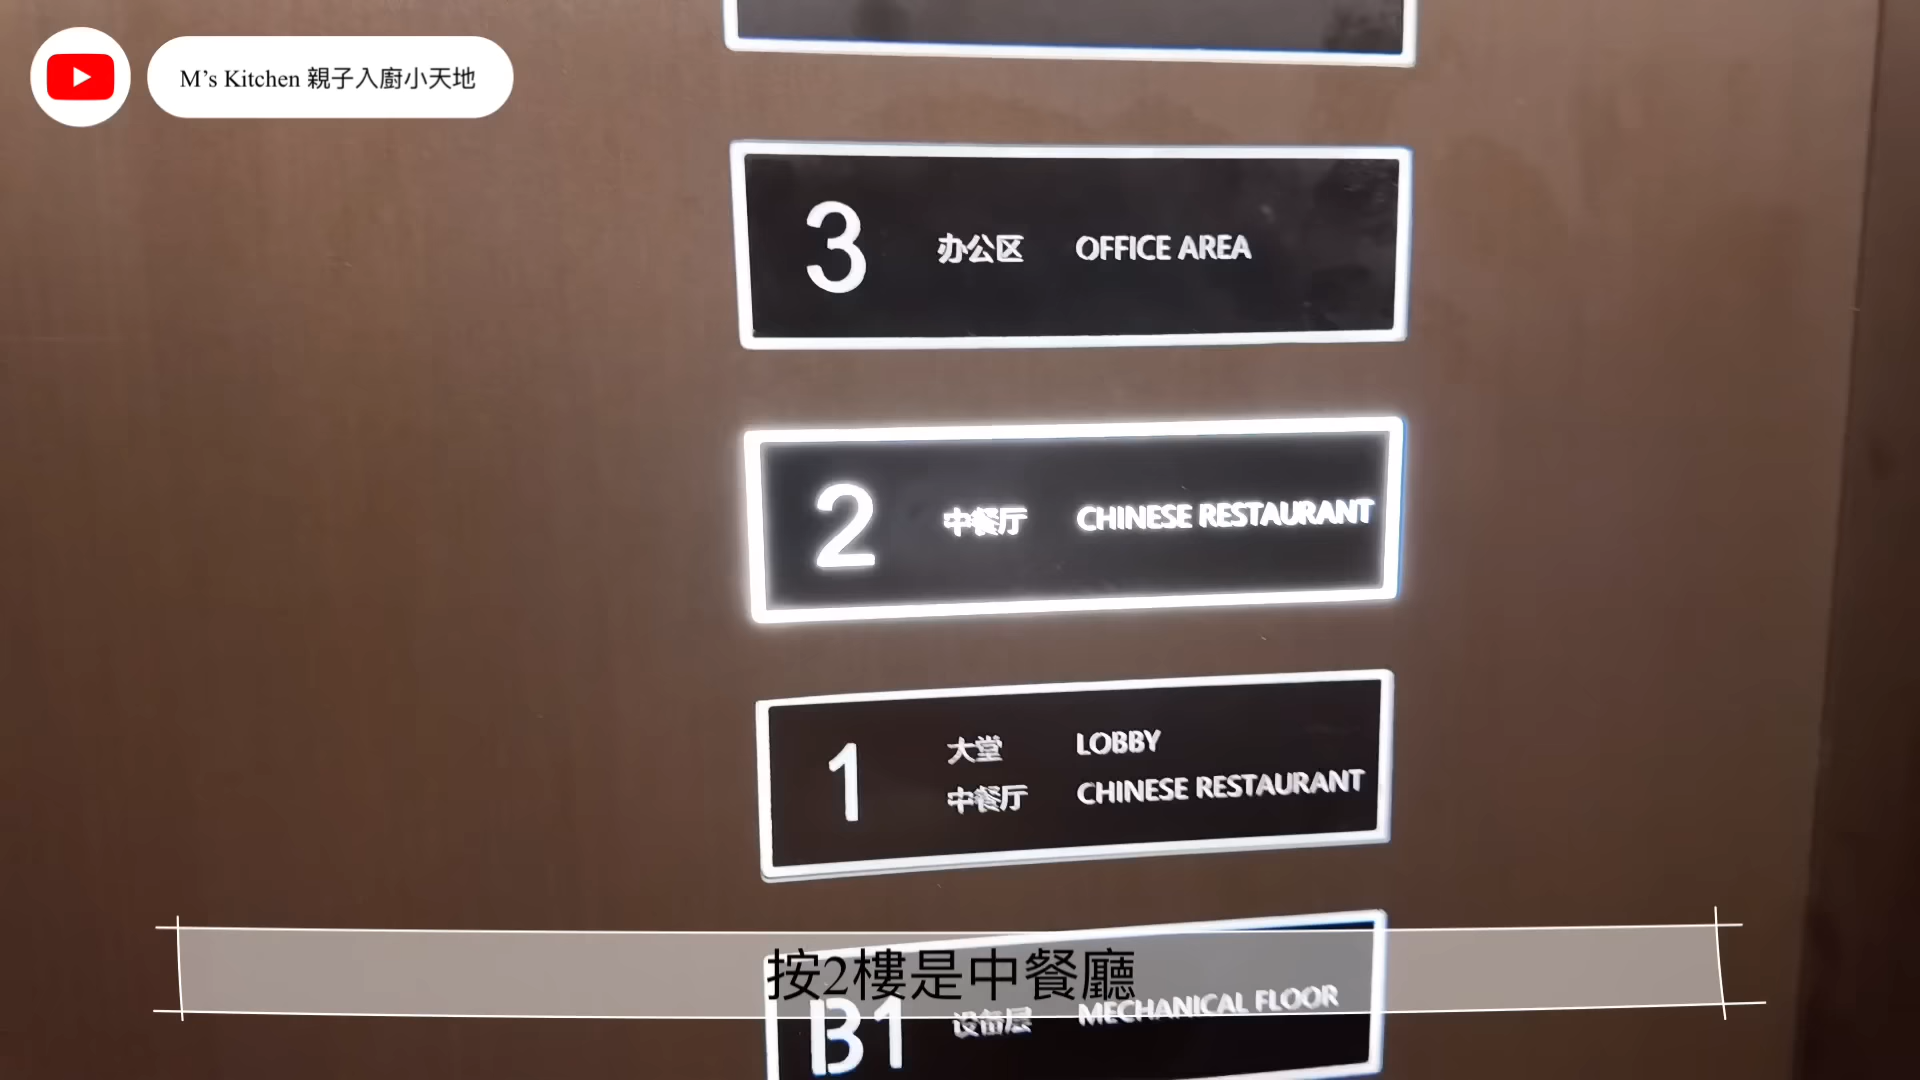 M’s Kitchen 親子入廚小天地
3 办公区 OFFICE AREA
2 中餐厅 CHINESE RESTAURANT
1 大堂 LOBBY
中餐厅 CHINESE RESTAURANT
按2樓是中餐廳
B1 设备层 MECHANICAL FLOOR